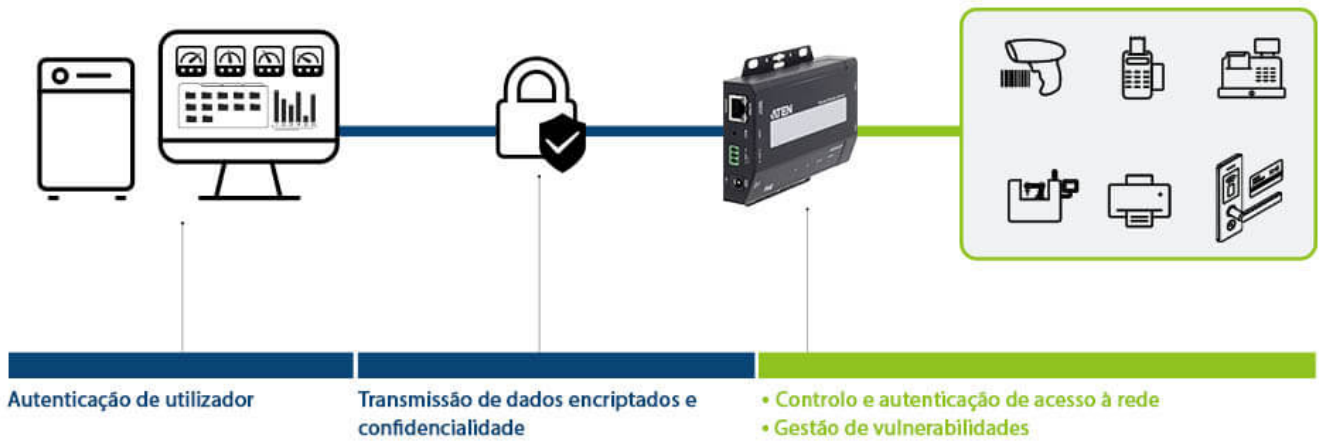 ATEN
Autenticação de utilizador
Transmissão de dados encriptados e
confidencialidade
• Controlo e autenticação de acesso à rede
• Gestão de vulnerabilidades